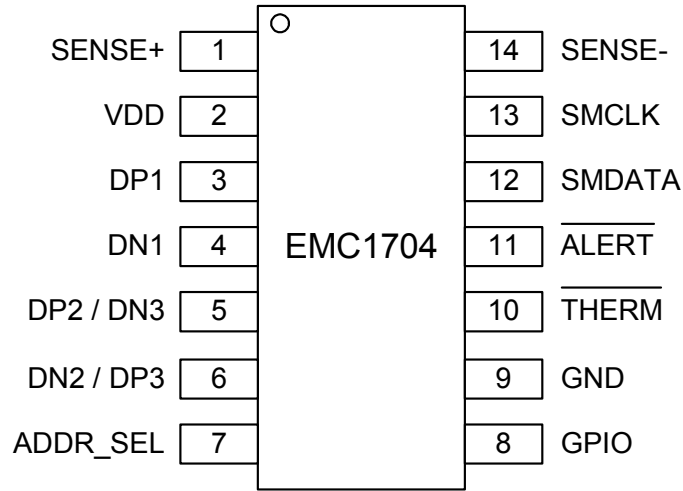 SENSE+ 1 14 SENSE-
VDD 2 13 SMCLK
DP1 3 12 SMDATA
DN1 4 EMC1704 11 ALERT
DP2 / DN3 5 10 THERM
DN2 / DP3 6 9 GND
ADDR_SEL 7 8 GPIO